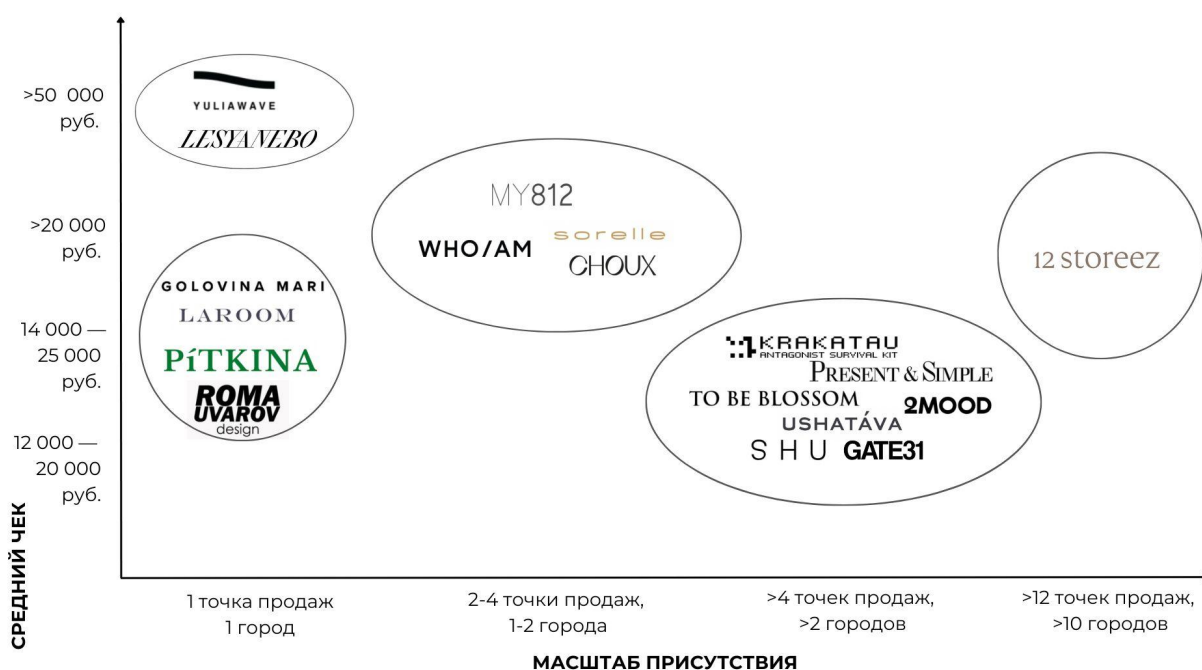 >50 000
руб.
YULIAWAVE
LESYANEBO
MY812
>20 000
руб.
WHO/AM
sorelle
CHOUX
12 storeez
GOLOVINA MARI
LAROOM
14 000 —
25 000
руб.
PíTKINA
ROMA
UVAROV
design
KRAKATAU
ANTAGONIST SURVIVAL KIT
PRESENT & SIMPLE
TO BE BLOSSOM
2MOOD
USHATÁVA
SHU
GATE31
12 000 —
20 000
руб.
СРЕДНИЙ ЧЕК
1 точка продаж
1 город
2-4 точки продаж,
1-2 города
>4 точек продаж,
>2 городов
>12 точек продаж,
>10 городов
МАСШТАБ ПРИСУТСТВИЯ